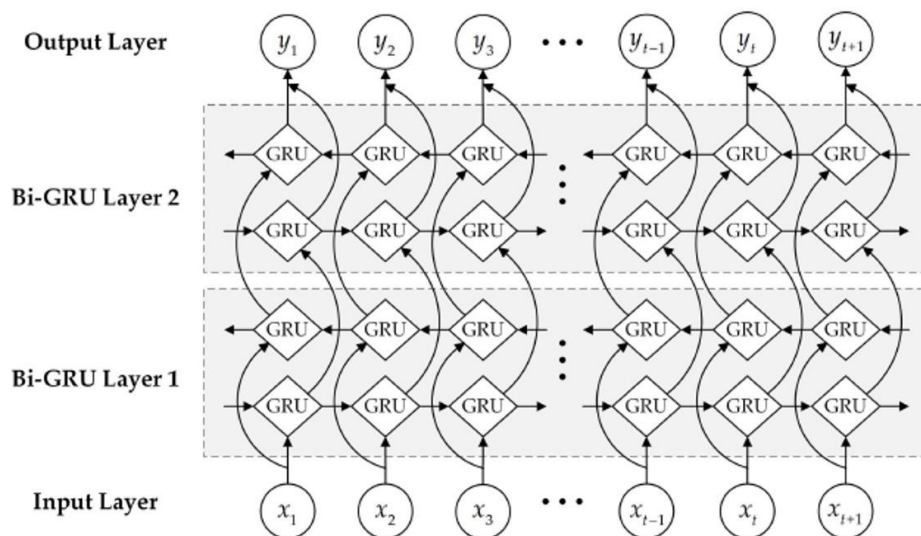 Output Layer y₁ y₂ y₃ ••• yₜ₋₁ yₜ yₜ₊₁
GRU GRU GRU GRU GRU GRU
Bi-GRU Layer 2
GRU GRU GRU GRU GRU GRU
GRU GRU GRU GRU GRU GRU
Bi-GRU Layer 1
GRU GRU GRU GRU GRU GRU
Input Layer x₁ x₂ x₃ ••• xₜ₋₁ xₜ xₜ₊₁